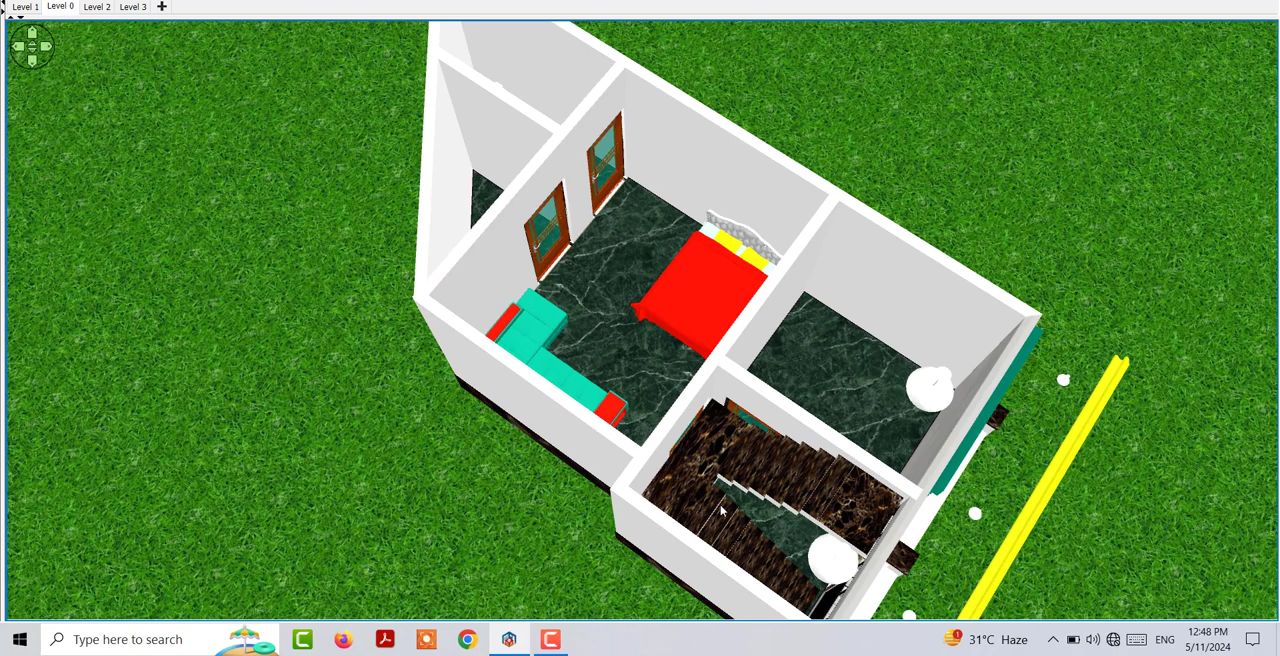 Level 1 Level 0 Level 2 Level 3
Type here to search
1
31°C Haze
ENG
12:48 PM
5/11/2024